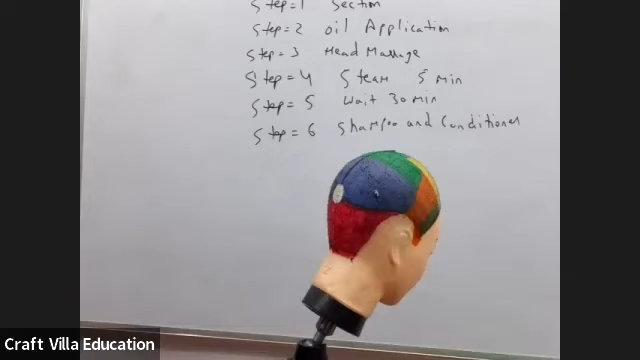 Step=1 Section
Step=2 oil Application
Step=3 Head Massage
Step=4 Steam 5 min
Step=5 Wait 30 min
Step=6 Shampoo and Conditioner
Craft Villa Education